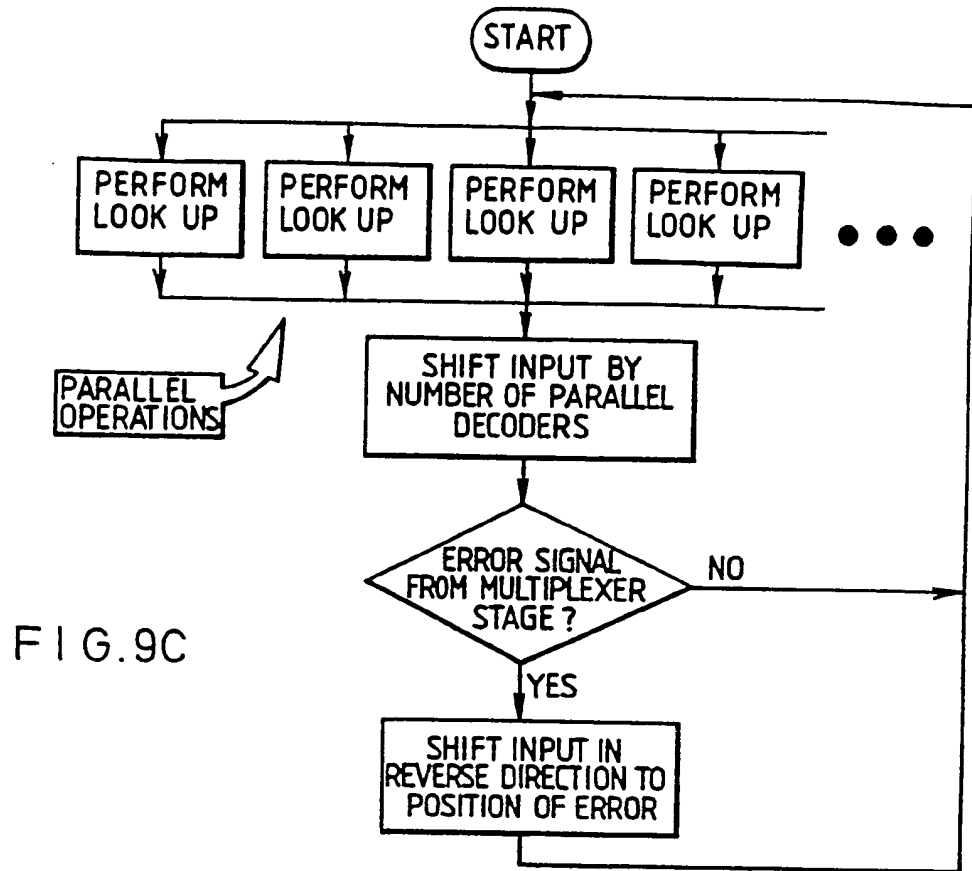 START
PERFORM
LOOK UP
PERFORM
LOOK UP
PERFORM
LOOK UP
PERFORM
LOOK UP
PARALLEL
OPERATIONS
SHIFT INPUT BY
NUMBER OF PARALLEL
DECODERS
ERROR SIGNAL
FROM MULTIPLEXER
STAGE ?
NO
YES
FIG.9C
SHIFT INPUT IN
REVERSE DIRECTION TO
POSITION OF ERROR